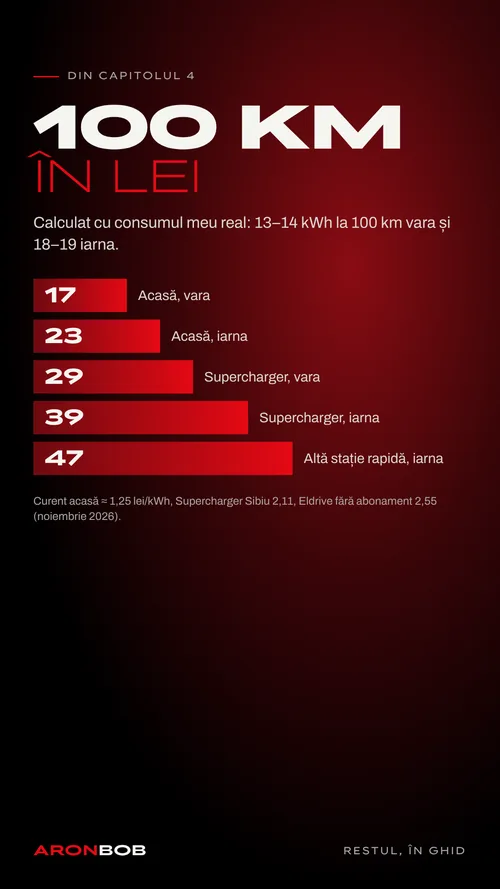 DIN CAPITOLUL 4
100 KM
ÎN LEI
Calculat cu consumul meu real: 13–14 kWh la 100 km vara și
18–19 iarna.
17 Acasă, vara
23 Acasă, iarna
29 Supercharger, vara
39 Supercharger, iarna
47 Altă stație rapidă, iarna
Curent acasă ≈ 1,25 lei/kWh, Supercharger Sibiu 2,11, Eldrive fără abonament 2,55
(noiembrie 2026).
ARONBOB RESTUL, ÎN GHID